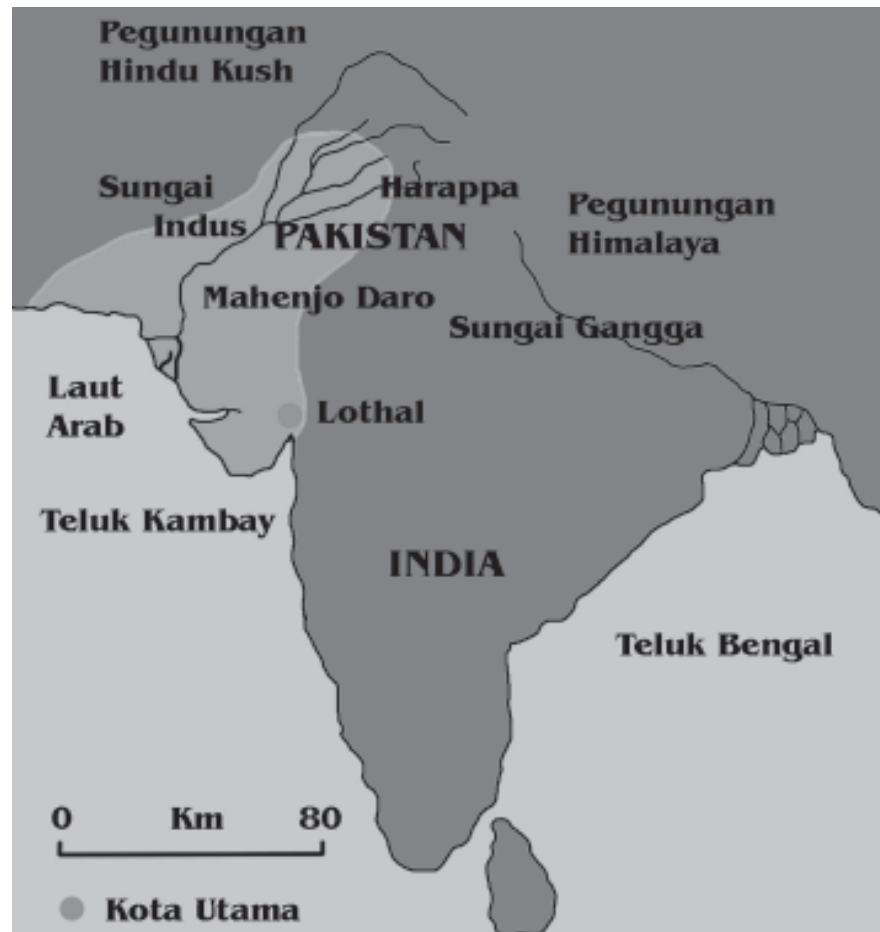 Pegunungan
Hindu Kush
Sungai
Indus
Harappa
PAKISTAN
Pegunungan
Himalaya
Mahenjo Daro
Sungai Gangga
Laut
Arab
Lothal
Teluk Kambay
INDIA
Teluk Bengal
0 Km 80
Kota Utama